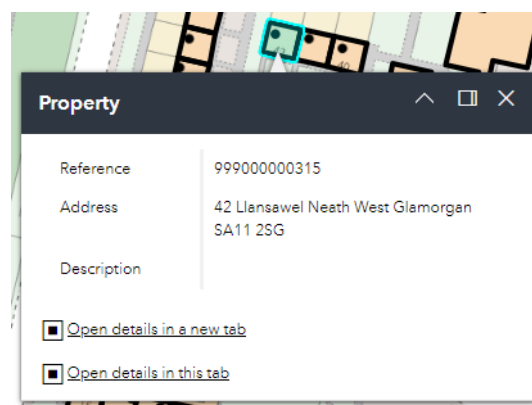 Property
Reference 999000000315
Address 42 Llansawel Neath West Glamorgan
SA11 2SG
Description
Open details in a new tab
Open details in this tab